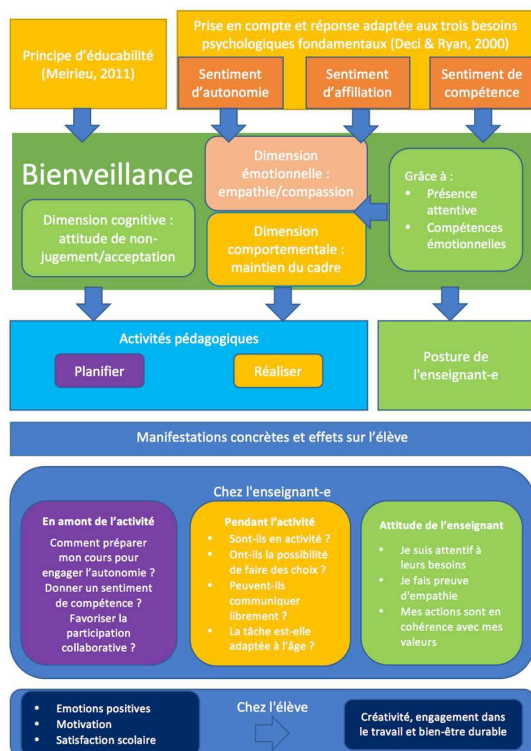 Principe d'éducabilité
(Meirieu, 2011)
Prise en compte et réponse adaptée aux trois besoins
psychologiques fondamentaux (Deci & Ryan, 2000)
Sentiment
d'autonomie
Sentiment
d'affiliation
Sentiment de
compétence
Bienveillance
Dimension
émotionnelle :
empathie/compassion
Dimension cognitive :
attitude de non-
jugement/acceptation
Dimension
comportementale :
maintien du cadre
Grâce à :
• Présence
attentive
• Compétences
émotionnelles
Activités pédagogiques
Planifier
Réaliser
Posture de
l'enseignant-e
Manifestations concrètes et effets sur l'élève
Chez l'enseignant-e
En amont de l'activité
Comment préparer
mon cours pour
engager l'autonomie ?
Donner un sentiment
de compétence ?
Favoriser la
participation
collaborative ?
Pendant l'activité
• Sont-ils en activité ?
• Ont-ils la possibilité
de faire des choix ?
• Peuvent-ils
communiquer
librement ?
• La tâche est-elle
adaptée à l'âge ?
Attitude de l'enseignant
• Je suis attentif à
leurs besoins
• Je fais preuve
d'empathie
• Mes actions sont en
cohérence avec mes
valeurs
Chez l'élève
• Emotions positives
• Motivation
• Satisfaction scolaire
Créativité, engagement dans
le travail et bien-être durable